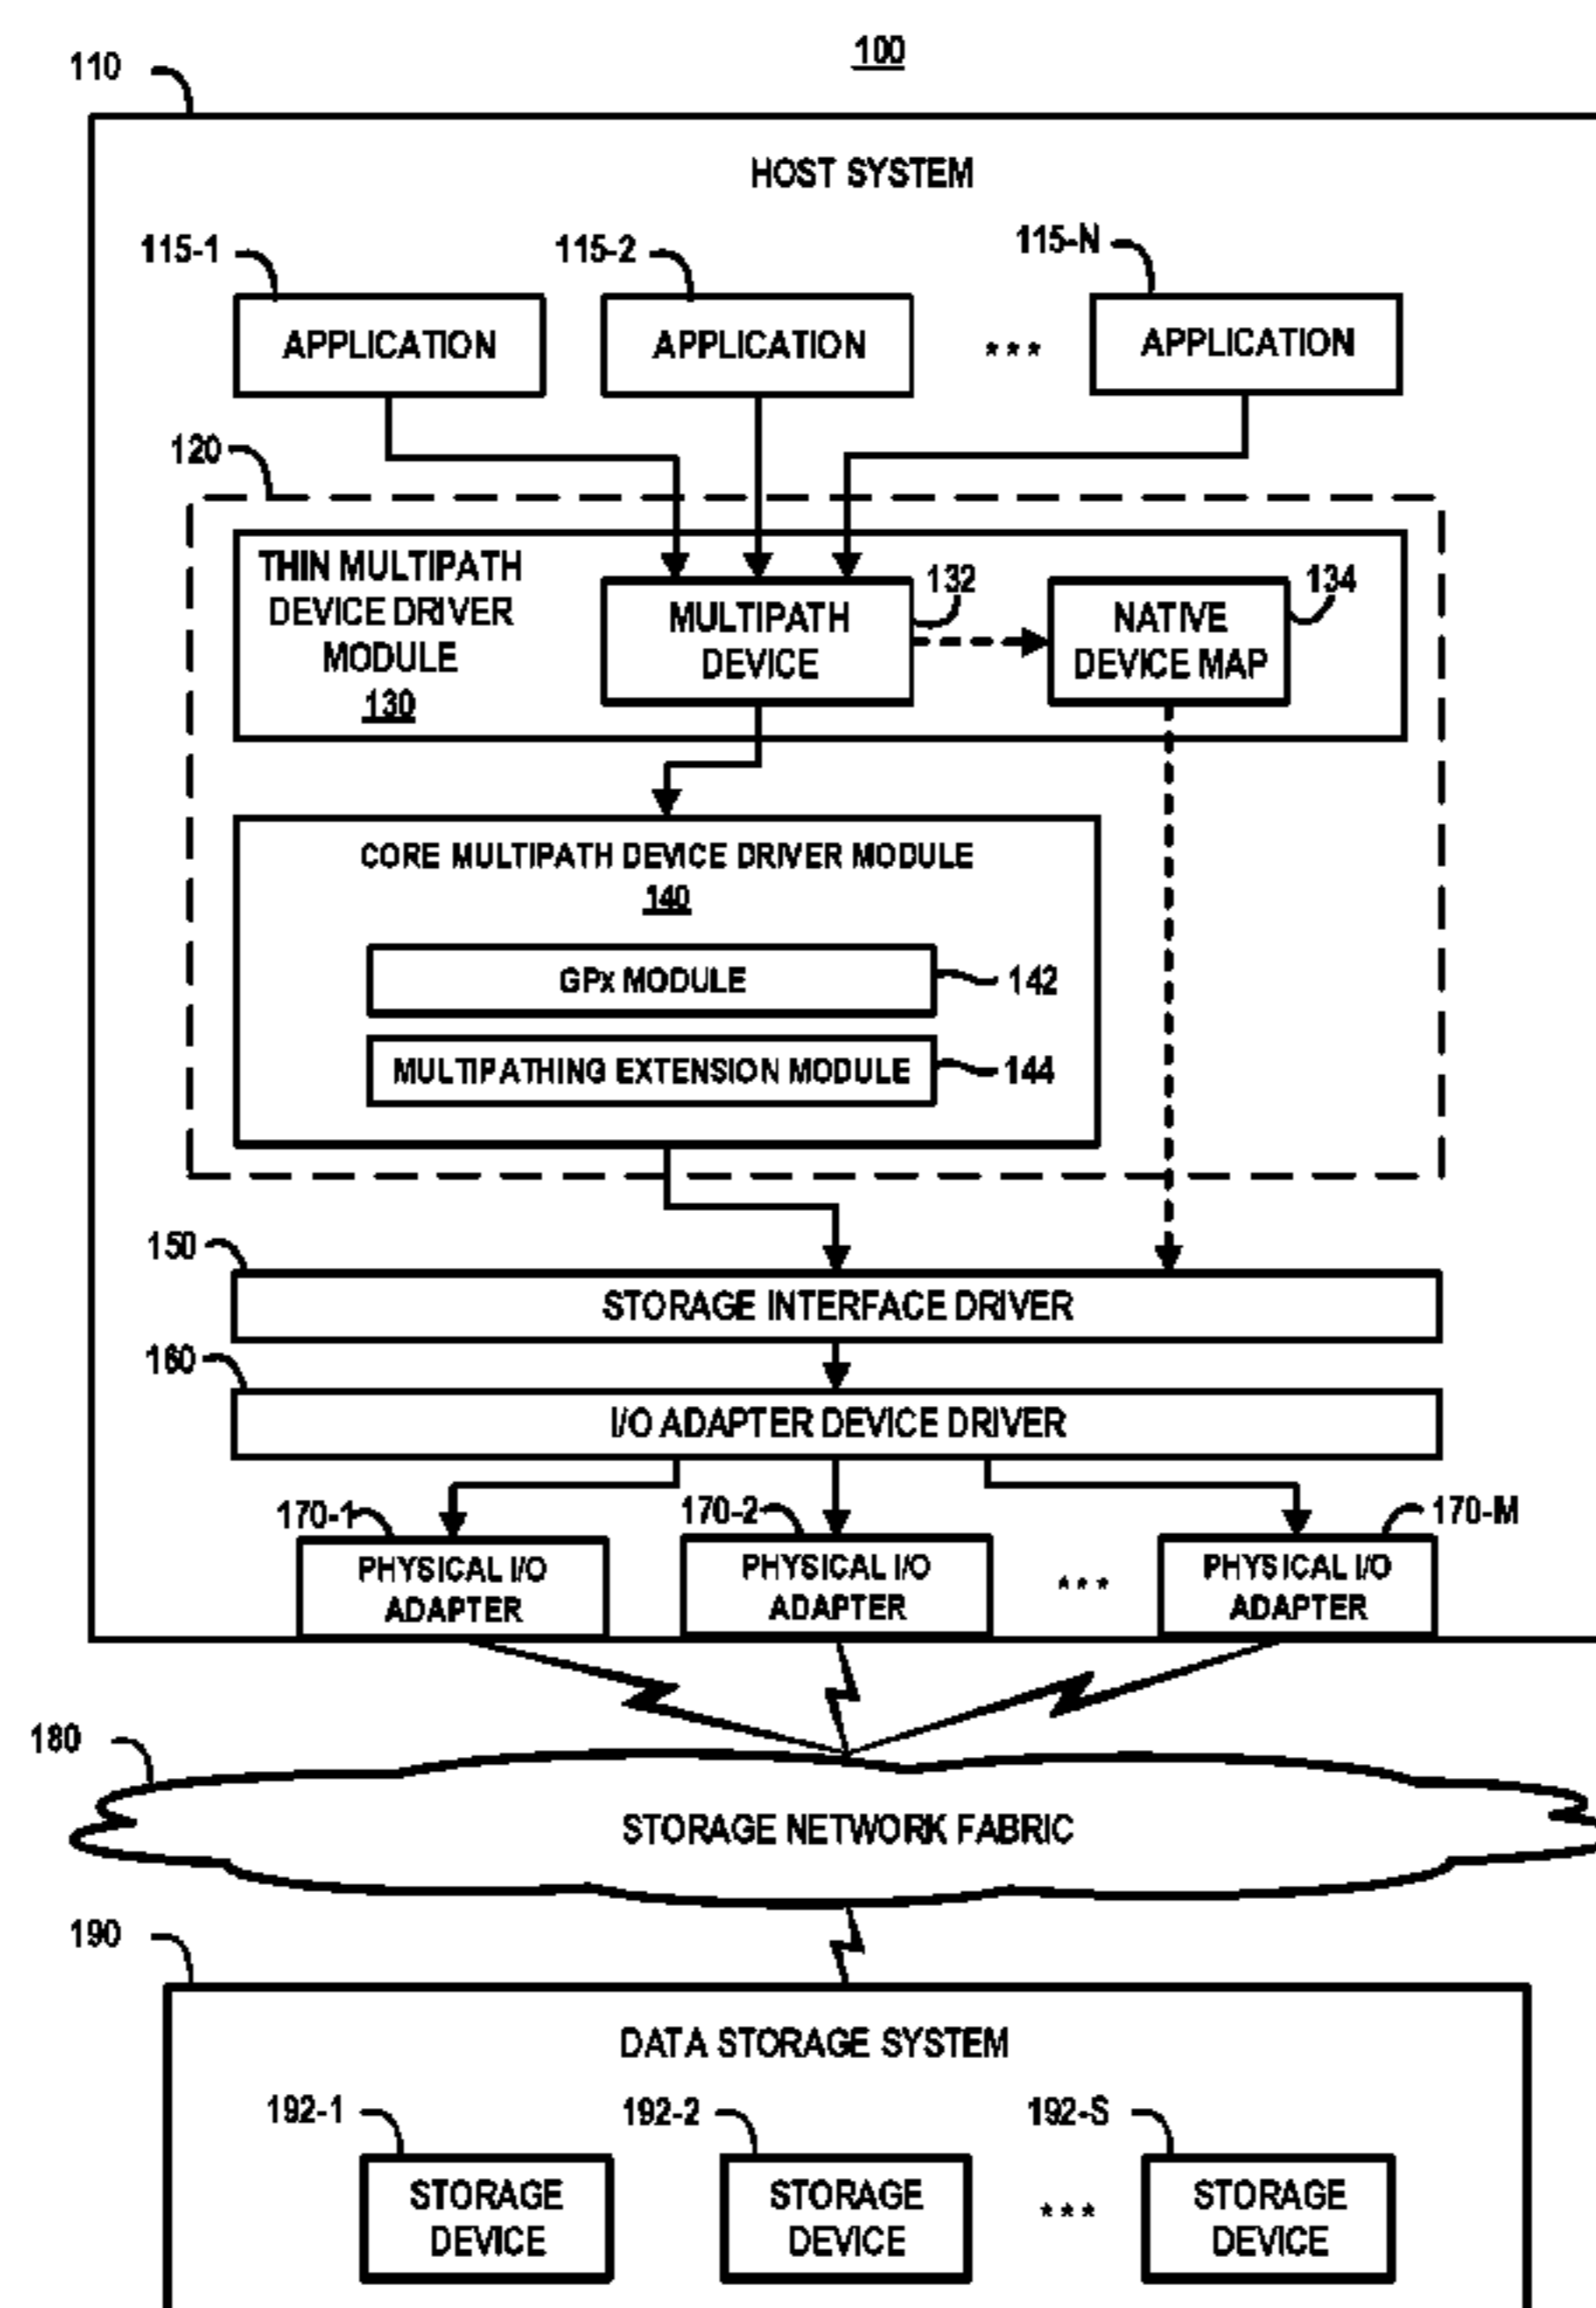 100
110
HOST SYSTEM
115-1
115-2
115-N
APPLICATION
APPLICATION
***
APPLICATION
120
THIN MULTIPATH
DEVICE DRIVER
MODULE
130
MULTIPATH
DEVICE
132
NATIVE
DEVICE MAP
134
CORE MULTIPATH DEVICE DRIVER MODULE
140
GPx MODULE
142
MULTIPATHING EXTENSION MODULE
144
150
STORAGE INTERFACE DRIVER
160
I/O ADAPTER DEVICE DRIVER
170-1
170-2
170-M
PHYSICAL I/O
ADAPTER
PHYSICAL I/O
ADAPTER
***
PHYSICAL I/O
ADAPTER
180
STORAGE NETWORK FABRIC
190
DATA STORAGE SYSTEM
192-1
192-2
192-S
STORAGE
DEVICE
STORAGE
DEVICE
***
STORAGE
DEVICE